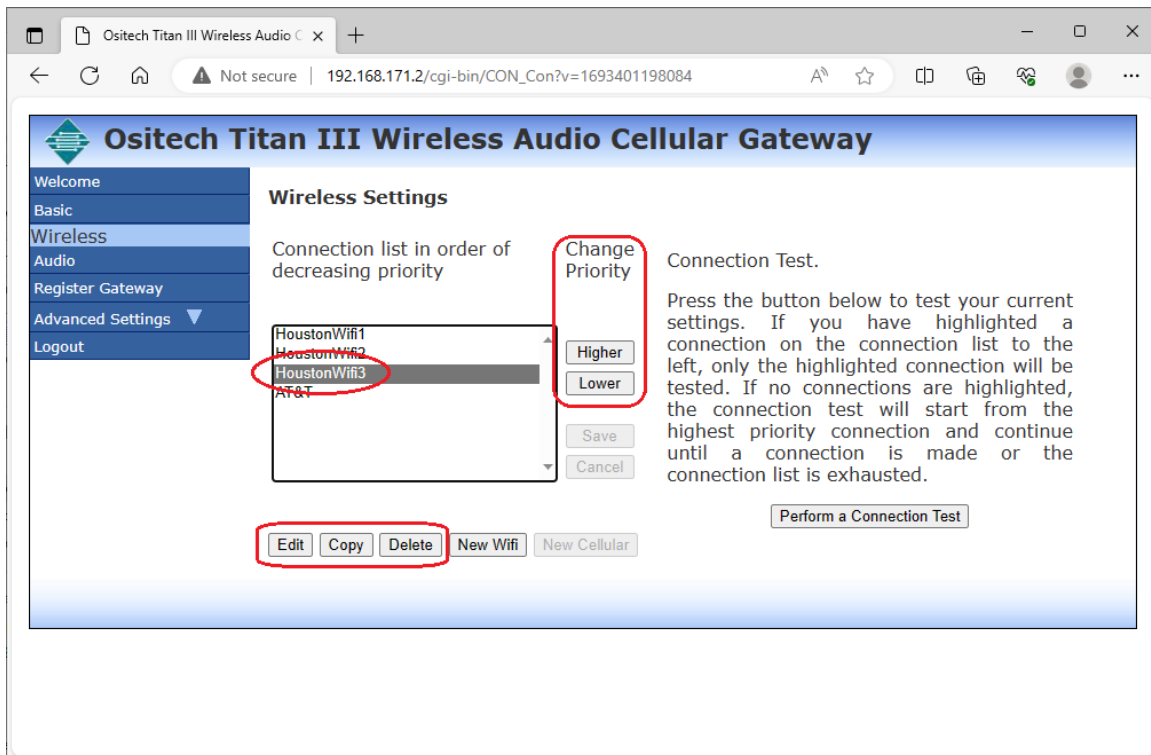 Ositech Titan III Wireless Audio C
Not secure | 192.168.171.2/cgi-bin/CON_Con?v=1693401198084
Ositech Titan III Wireless Audio Cellular Gateway
Welcome
Basic
Wireless
Audio
Register Gateway
Advanced Settings
Logout
Wireless Settings
Connection list in order of
decreasing priority
HoustonWifi1
HoustonWifi2
HoustonWifi3
AT&T
Change
Priority
Higher
Lower
Save
Cancel
Edit Copy Delete New Wifi New Cellular
Connection Test.
Press the button below to test your current
settings. If you have highlighted a
connection on the connection list to the
left, only the highlighted connection will be
tested. If no connections are highlighted,
the connection test will start from the
highest priority connection and continue
until a connection is made or the
connection list is exhausted.
Perform a Connection Test